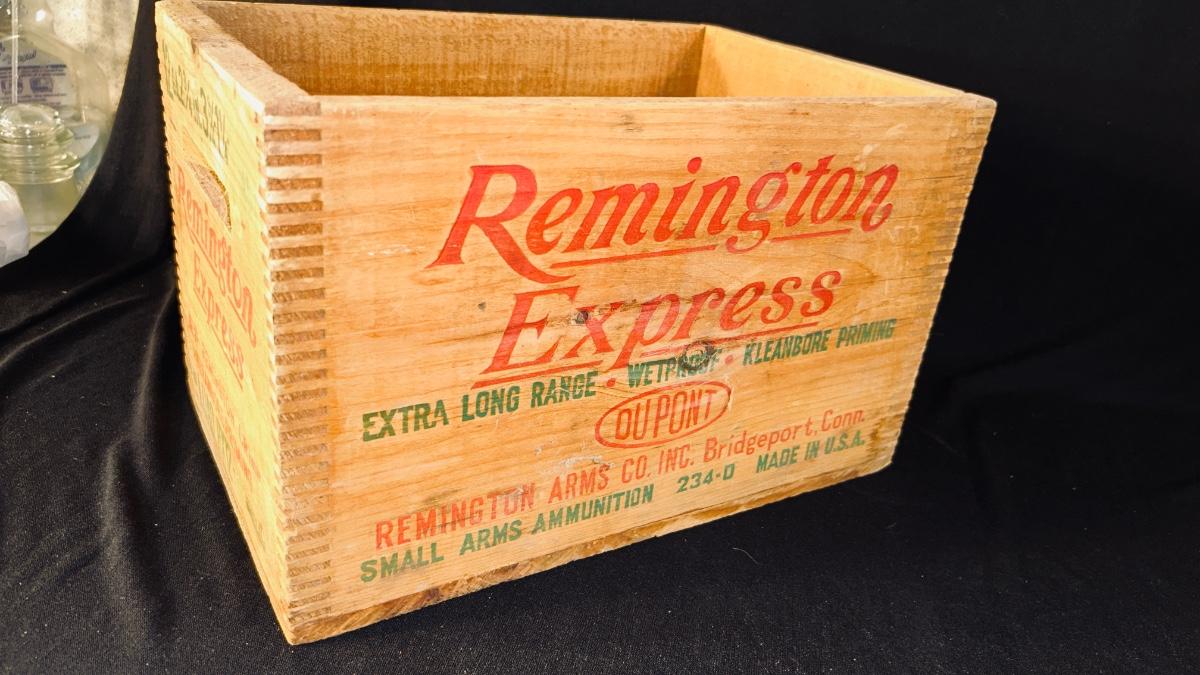 Remington
Express
EXTRA LONG RANGE • WETPROOF • KLEANBORE PRIMING
DUPONT
REMINGTON ARMS CO. INC. Bridgeport, Conn.
SMALL ARMS AMMUNITION 234-D MADE IN U.S.A.
Remington
Express